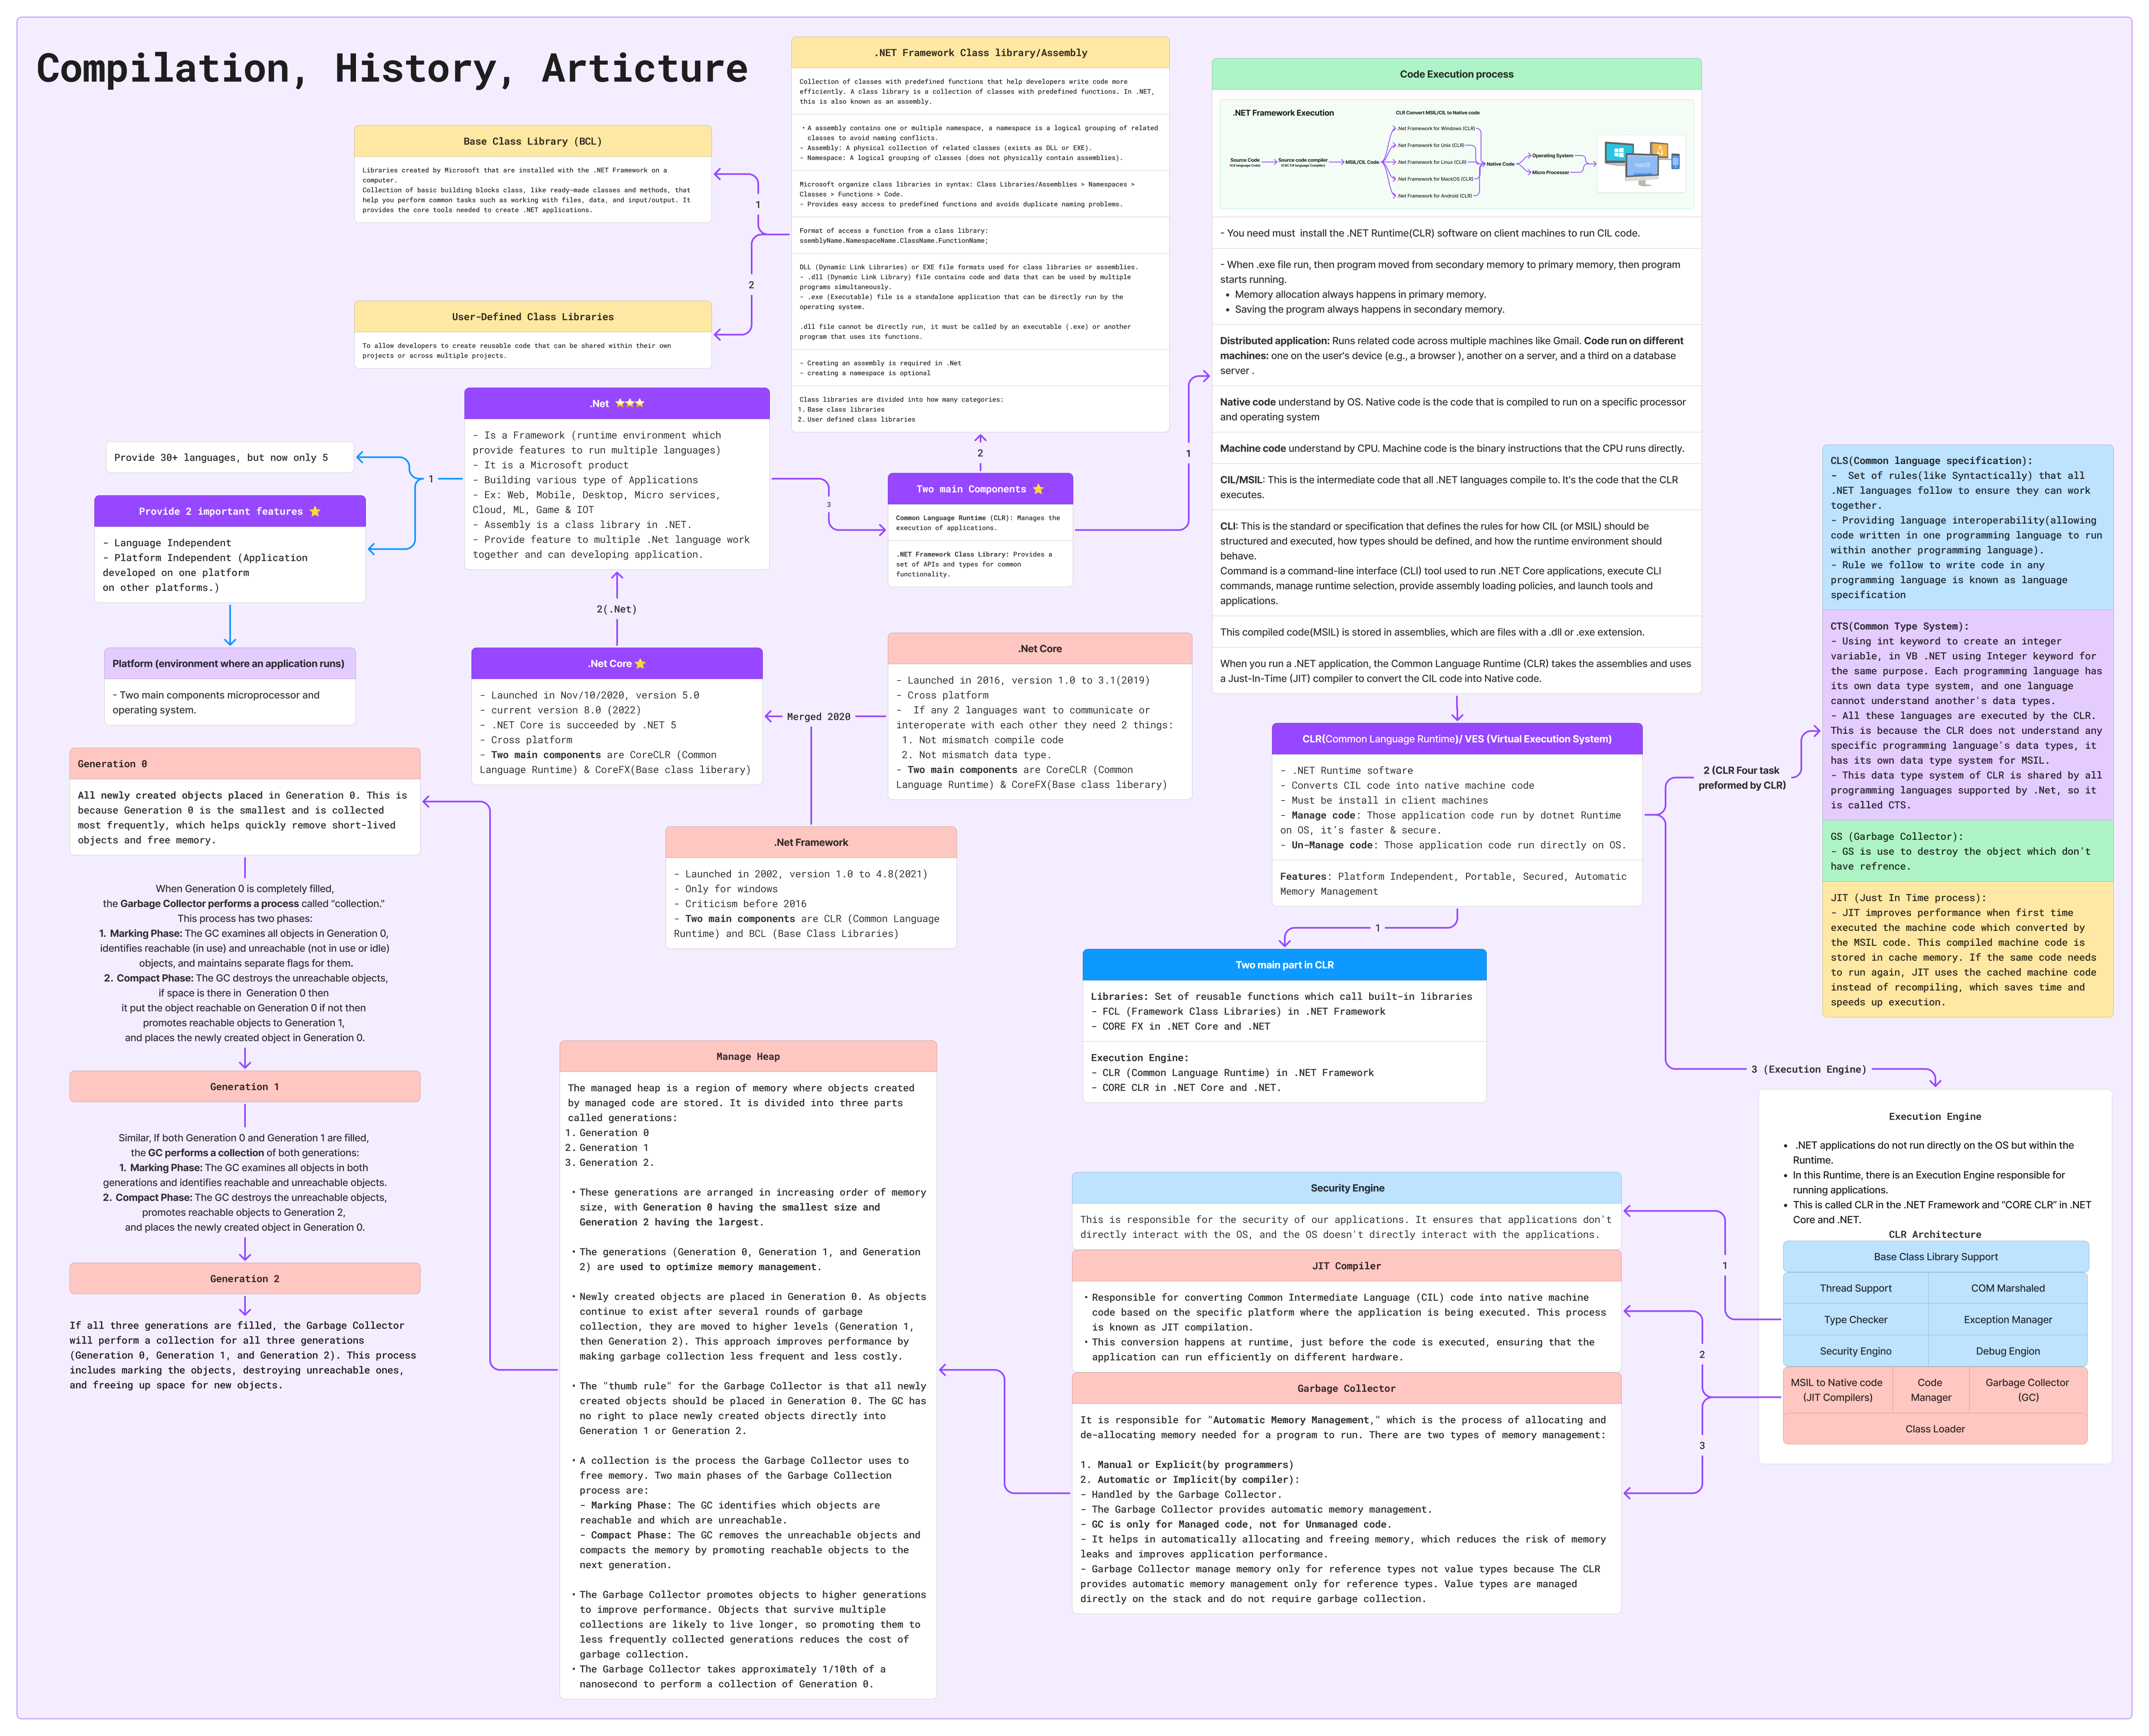 Compilation, History, Articture
.NET Framework Class library/Assembly
Collection of classes with predefined functions that help developers write code more
efficiently. A class library is a collection of classes with predefined functions. In .NET,
this is also known as an assembly.
• A assembly contains one or multiple namespace, a namespace is a logical grouping of related
classes to avoid naming conflicts.
- Assembly: A physical collection of related classes (exists as DLL or EXE).
- Namespace: A logical grouping of classes (does not physically contain assemblies).
Microsoft organize class libraries in syntax: Class Libraries/Assemblies > Namespaces >
Classes > Functions > Code.
- Provides easy access to predefined functions and avoids duplicate naming problems.
Format of access a function from a class library:
ssemblyName.NamespaceName.ClassName.FunctionName;
DLL (Dynamic Link Libraries) or EXE file formats used for class libraries or assemblies.
- .dll (Dynamic Link Library) file contains code and data that can be used by multiple
programs simultaneously.
- .exe (Executable) file is a standalone application that can be directly run by the
operating system.
.dll file cannot be directly run, it must be called by an executable (.exe) or another
program that uses its functions.
- Creating an assembly is required in .Net
- creating a namespace is optional
Class libraries are divided into how many categories:
1. Base class libraries
2. User defined class libraries
Base Class Library (BCL)
Libraries created by Microsoft that are installed with the .NET Framework on a
computer.
Collection of basic building blocks class, like ready-made classes and methods, that
help you perform common tasks such as working with files, data, and input/output. It
provides the core tools needed to create .NET applications.
1
2
User-Defined Class Libraries
To allow developers to create reusable code that can be shared within their own
projects or across multiple projects.
Code Execution process
.NET Framework Execution
CLR Convert MSIL/CIL to Native code
Source Code
(C# language Code)
Source code compiler
(CSC: C# language Compiler)
MSIL/CIL Code
.Net Framework for Windows (CLR)
.Net Framework for Unix (CLR)
.Net Framework for Linux (CLR)
.Net Framework for MacOS (CLR)
.Net Framework for Android (CLR)
Native Code
Operating System
Micro Processer
macOS
- You need must install the .NET Runtime(CLR) software on client machines to run CIL code.
- When .exe file run, then program moved from secondary memory to primary memory, then program
starts running.
• Memory allocation always happens in primary memory.
• Saving the program always happens in secondary memory.
Distributed application: Runs related code across multiple machines like Gmail. Code run on different
machines: one on the user's device (e.g., a browser ), another on a server, and a third on a database
server .
Native code understand by OS. Native code is the code that is compiled to run on a specific processor
and operating system
Machine code understand by CPU. Machine code is the binary instructions that the CPU runs directly.
CIL/MSIL: This is the intermediate code that all .NET languages compile to. It's the code that the CLR
executes.
CLI: This is the standard or specification that defines the rules for how CIL (or MSIL) should be
structured and executed, how types should be defined, and how the runtime environment should
behave.
Command is a command-line interface (CLI) tool used to run .NET Core applications, execute CLI
commands, manage runtime selection, provide assembly loading policies, and launch tools and
applications.
This compiled code(MSIL) is stored in assemblies, which are files with a .dll or .exe extension.
When you run a .NET application, the Common Language Runtime (CLR) takes the assemblies and uses
a Just-In-Time (JIT) compiler to convert the CIL code into Native code.
.Net ⭐⭐⭐
- Is a Framework (runtime environment which
provide features to run multiple languages)
- It is a Microsoft product
- Building various type of Applications
- Ex: Web, Mobile, Desktop, Micro services,
Cloud, ML, Game & IOT
- Assembly is a class library in .NET.
- Provide feature to multiple .Net language work
together and can developing application.
Provide 30+ languages, but now only 5
1
Provide 2 important features ⭐
- Language Independent
- Platform Independent (Application
developed on one platform
on other platforms.)
Platform (environment where an application runs)
- Two main components microprocessor and
operating system.
3
2
1
Two main Components ⭐
Common Language Runtime (CLR): Manages the
execution of applications.
.NET Framework Class Library: Provides a
set of APIs and types for common
functionality.
2(.Net)
.Net Core ⭐
- Launched in Nov/10/2020, version 5.0
- current version 8.0 (2022)
- .NET Core is succeeded by .NET 5
- Cross platform
- Two main components are CoreCLR (Common
Language Runtime) & CoreFX(Base class liberary)
Merged 2020
.Net Core
- Launched in 2016, version 1.0 to 3.1(2019)
- Cross platform
- If any 2 languages want to communicate or
interoperate with each other they need 2 things:
1. Not mismatch compile code
2. Not mismatch data type.
- Two main components are CoreCLR (Common
Language Runtime) & CoreFX(Base class liberary)
.Net Framework
- Launched in 2002, version 1.0 to 4.8(2021)
- Only for windows
- Criticism before 2016
- Two main components are CLR (Common Language
Runtime) and BCL (Base Class Libraries)
CLR(Common Language Runtime)/ VES (Virtual Execution System)
- .NET Runtime software
- Converts CIL code into native machine code
- Must be install in client machines
- Manage code: Those application code run by dotnet Runtime
on OS, it's faster & secure.
- Un-Manage code: Those application code run directly on OS.
Features: Platform Independent, Portable, Secured, Automatic
Memory Management
1
Two main part in CLR
Libraries: Set of reusable functions which call built-in libraries
- FCL (Framework Class Libraries) in .NET Framework
- CORE FX in .NET Core and .NET
Execution Engine:
- CLR (Common Language Runtime) in .NET Framework
- CORE CLR in .NET Core and .NET.
2 (CLR Four task
preformed by CLR)
CLS(Common language specification):
- Set of rules(like Syntactically) that all
.NET languages follow to ensure they can work
together.
- Providing language interoperability(allowing
code written in one programming language to run
within another programming language).
- Rule we follow to write code in any
programming language is known as language
specification
CTS(Common Type System):
- Using int keyword to create an integer
variable, in VB .NET using Integer keyword for
the same purpose. Each programming language has
its own data type system, and one language
cannot understand another's data types.
- All these languages are executed by the CLR.
This is because the CLR does not understand any
specific programming language's data types, it
has its own data type system for MSIL.
- This data type system of CLR is shared by all
programming languages supported by .Net, so it
is called CTS.
GS (Garbage Collector):
- GS is use to destroy the object which don't
have refrence.
JIT (Just In Time process):
- JIT improves performance when first time
executed the machine code which converted by
the MSIL code. This compiled machine code is
stored in cache memory. If the same code needs
to run again, JIT uses the cached machine code
instead of recompiling, which saves time and
speeds up execution.
3 (Execution Engine)
Execution Engine
• .NET applications do not run directly on the OS but within the
Runtime.
• In this Runtime, there is an Execution Engine responsible for
running applications.
• This is called CLR in the .NET Framework and "CORE CLR" in .NET
Core and .NET.
CLR Architecture
Base Class Library Support
Thread Support
COM Marshaled
Type Checker
Exception Manager
Security Engino
Debug Engion
MSIL to Native code
(JIT Compilers)
Code
Manager
Garbage Collector
(GC)
Class Loader
1
2
3
Security Engine
This is responsible for the security of our applications. It ensures that applications don't
directly interact with the OS, and the OS doesn't directly interact with the applications.
JIT Compiler
• Responsible for converting Common Intermediate Language (CIL) code into native machine
code based on the specific platform where the application is being executed. This process
is known as JIT compilation.
• This conversion happens at runtime, just before the code is executed, ensuring that the
application can run efficiently on different hardware.
Garbage Collector
It is responsible for "Automatic Memory Management," which is the process of allocating and
de-allocating memory needed for a program to run. There are two types of memory management:
1. Manual or Explicit(by programmers)
2. Automatic or Implicit(by compiler):
- Handled by the Garbage Collector.
- The Garbage Collector provides automatic memory management.
- GC is only for Managed code, not for Unmanaged code.
- It helps in automatically allocating and freeing memory, which reduces the risk of memory
leaks and improves application performance.
- Garbage Collector manage memory only for reference types not value types because The CLR
provides automatic memory management only for reference types. Value types are managed
directly on the stack and do not require garbage collection.
Manage Heap
The managed heap is a region of memory where objects created
by managed code are stored. It is divided into three parts
called generations:
1. Generation 0
2. Generation 1
3. Generation 2.
• These generations are arranged in increasing order of memory
size, with Generation 0 having the smallest size and
Generation 2 having the largest.
• The generations (Generation 0, Generation 1, and Generation
2) are used to optimize memory management.
• Newly created objects are placed in Generation 0. As objects
continue to exist after several rounds of garbage
collection, they are moved to higher levels (Generation 1,
then Generation 2). This approach improves performance by
making garbage collection less frequent and less costly.
• The "thumb rule" for the Garbage Collector is that all newly
created objects should be placed in Generation 0. The GC has
no right to place newly created objects directly into
Generation 1 or Generation 2.
• A collection is the process the Garbage Collector uses to
free memory. Two main phases of the Garbage Collection
process are:
- Marking Phase: The GC identifies which objects are
reachable and which are unreachable.
- Compact Phase: The GC removes the unreachable objects and
compacts the memory by promoting reachable objects to the
next generation.
• The Garbage Collector promotes objects to higher generations
to improve performance. Objects that survive multiple
collections are likely to live longer, so promoting them to
less frequently collected generations reduces the cost of
garbage collection.
• The Garbage Collector takes approximately 1/10th of a
nanosecond to perform a collection of Generation 0.
Generation 0
All newly created objects placed in Generation 0. This is
because Generation 0 is the smallest and is collected
most frequently, which helps quickly remove short-lived
objects and free memory.
When Generation 0 is completely filled,
the Garbage Collector performs a process called "collection."
This process has two phases:
1. Marking Phase: The GC examines all objects in Generation 0,
identifies reachable (in use) and unreachable (not in use or idle)
objects, and maintains separate flags for them.
2. Compact Phase: The GC destroys the unreachable objects,
if space is there in Generation 0 then
it put the object reachable on Generation 0 if not then
promotes reachable objects to Generation 1,
and places the newly created object in Generation 0.
Generation 1
Similar, If both Generation 0 and Generation 1 are filled,
the GC performs a collection of both generations:
1. Marking Phase: The GC examines all objects in both
generations and identifies reachable and unreachable objects.
2. Compact Phase: The GC destroys the unreachable objects,
promotes reachable objects to Generation 2,
and places the newly created object in Generation 0.
Generation 2
If all three generations are filled, the Garbage Collector
will perform a collection for all three generations
(Generation 0, Generation 1, and Generation 2). This process
includes marking the objects, destroying unreachable ones,
and freeing up space for new objects.